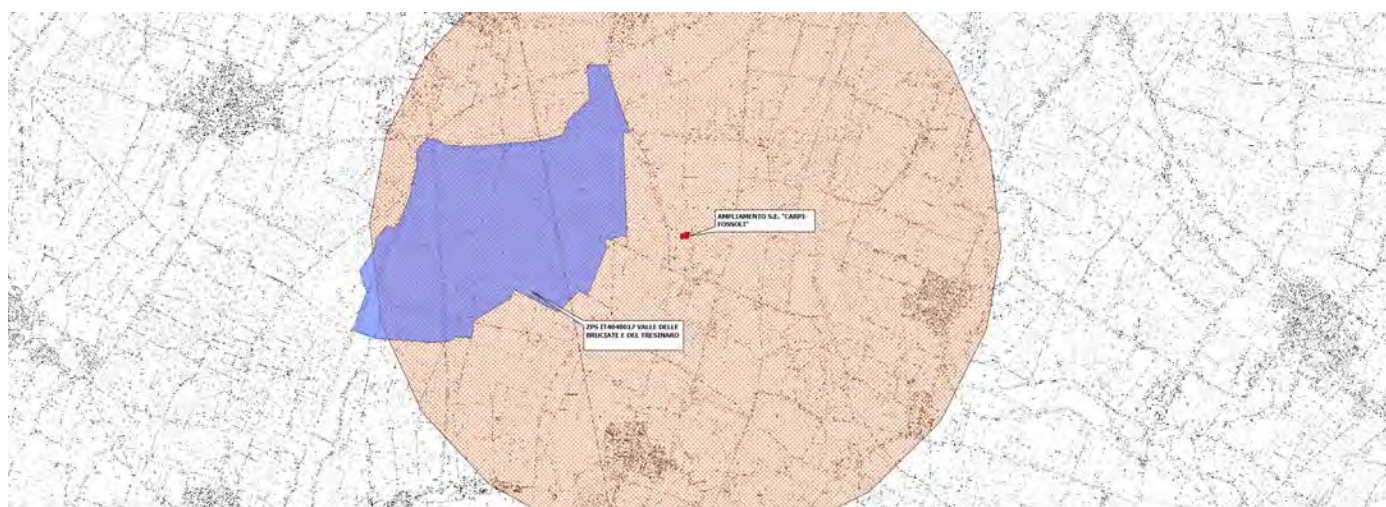 AMPLIAMENTO S.E. "CARPI-
FOSSOLI"
ZPS IT4040017 VALLE DELLE
BRUCIATE E DEL TRESINARO